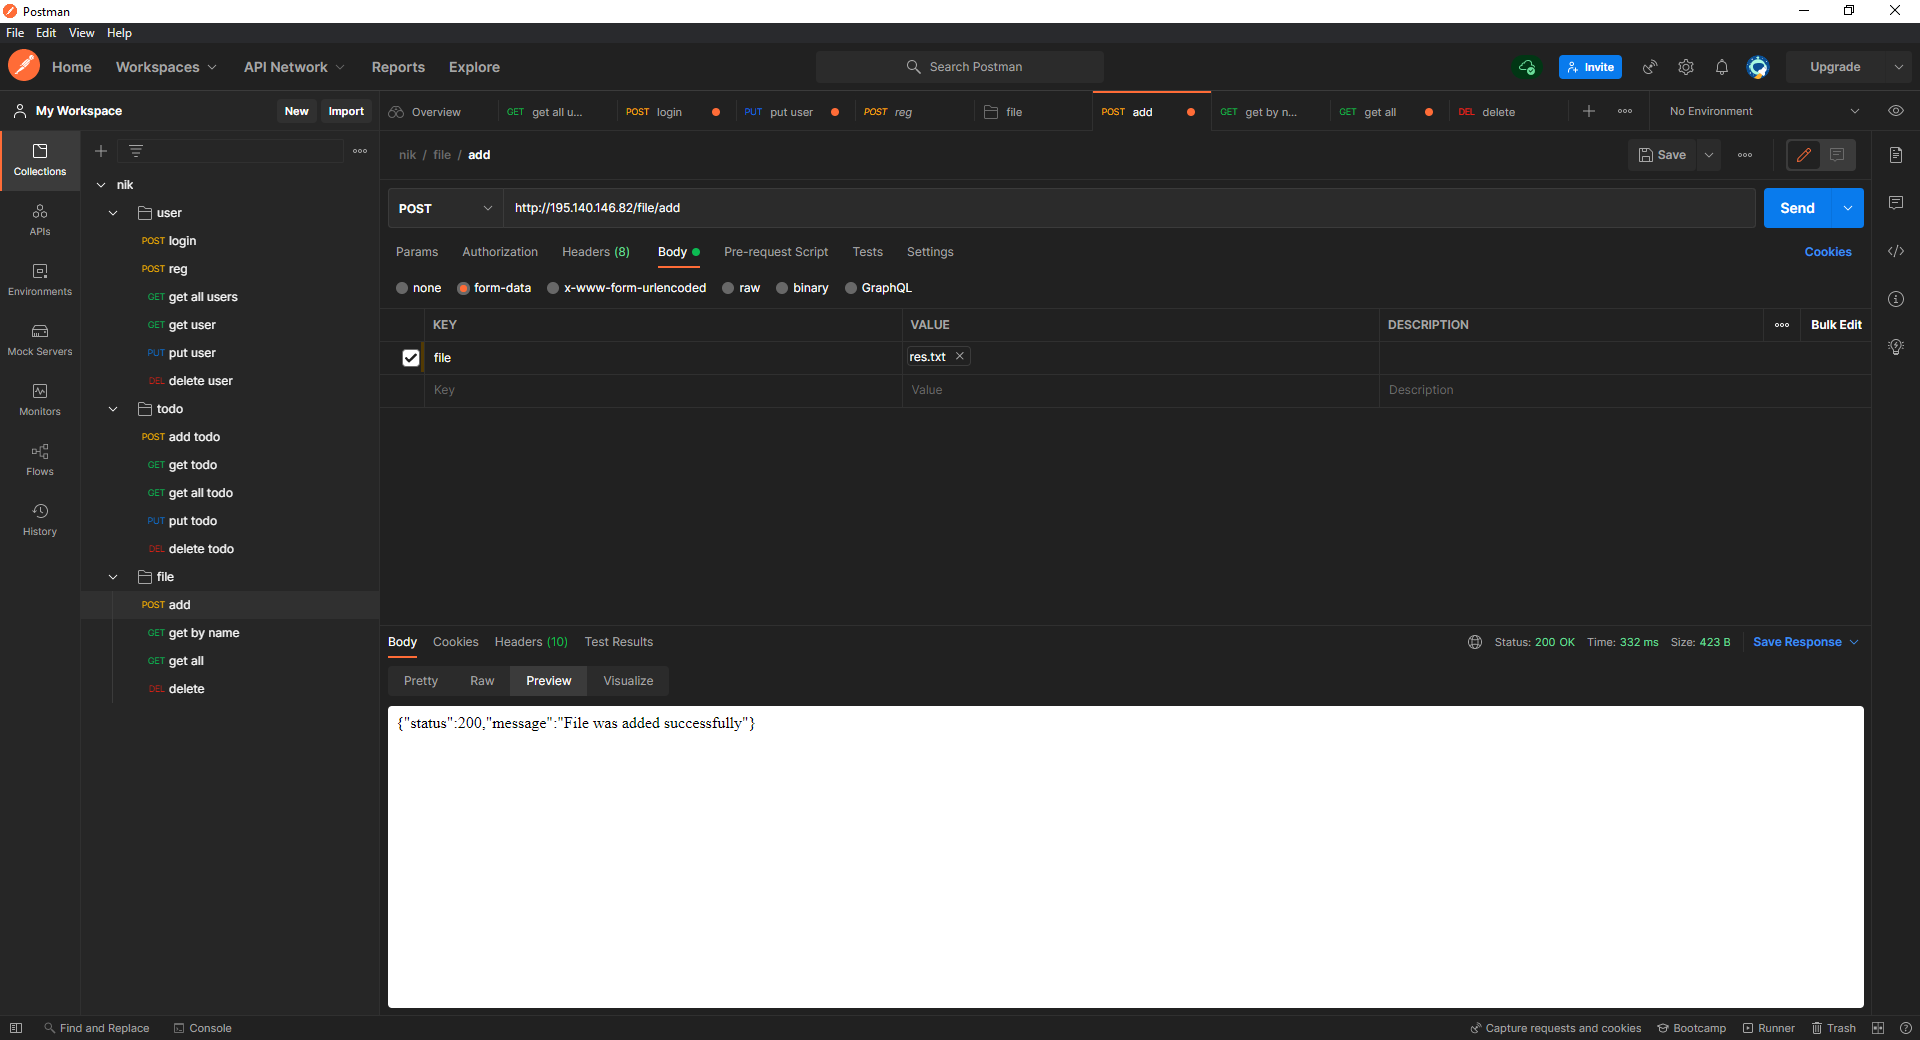 Postman
File Edit View Help
Home Workspaces API Network Reports Explore Search Postman Invite Upgrade
My Workspace New Import
Overview GET get all u... POST login PUT put user POST reg file POST add GET get by n... GET get all DEL delete No Environment
Collections
APIs
Environments
Mock Servers
Monitors
Flows
History
nik
user
POST login
POST reg
GET get all users
GET get user
PUT put user
DEL delete user
todo
POST add todo
GET get todo
GET get all todo
PUT put todo
DEL delete todo
file
POST add
GET get by name
GET get all
DEL delete
nik / file / add Save
POST http://195.140.146.82/file/add Send
Params Authorization Headers (8) Body Pre-request Script Tests Settings Cookies
none form-data x-www-form-urlencoded raw binary GraphQL
KEY VALUE DESCRIPTION Bulk Edit
file res.txt
Key Value Description
Body Cookies Headers (10) Test Results Status: 200 OK Time: 332 ms Size: 423 B Save Response
Pretty Raw Preview Visualize
{"status":200,"message":"File was added successfully"}
Find and Replace Console Capture requests and cookies Bootcamp Runner Trash